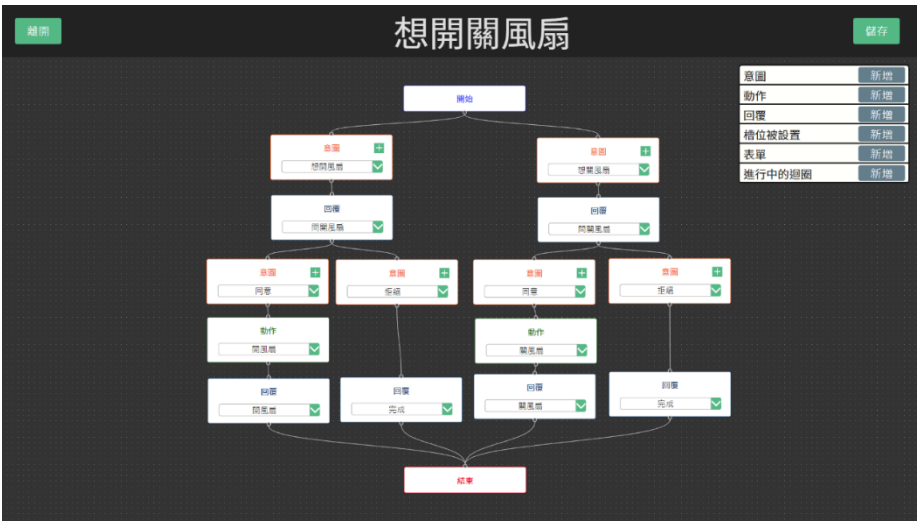 離開
想開關風扇
儲存
意圖 新增
動作 新增
回覆 新增
槽位被設置 新增
表單 新增
進行中的迴圈 新增
開始
意圖
想開風扇
意圖
想關風扇
回覆
問開風扇
回覆
問關風扇
意圖
同意
意圖
拒絕
意圖
同意
意圖
拒絕
動作
開風扇
動作
關風扇
回覆
開風扇
回覆
完成
回覆
關風扇
回覆
完成
結束